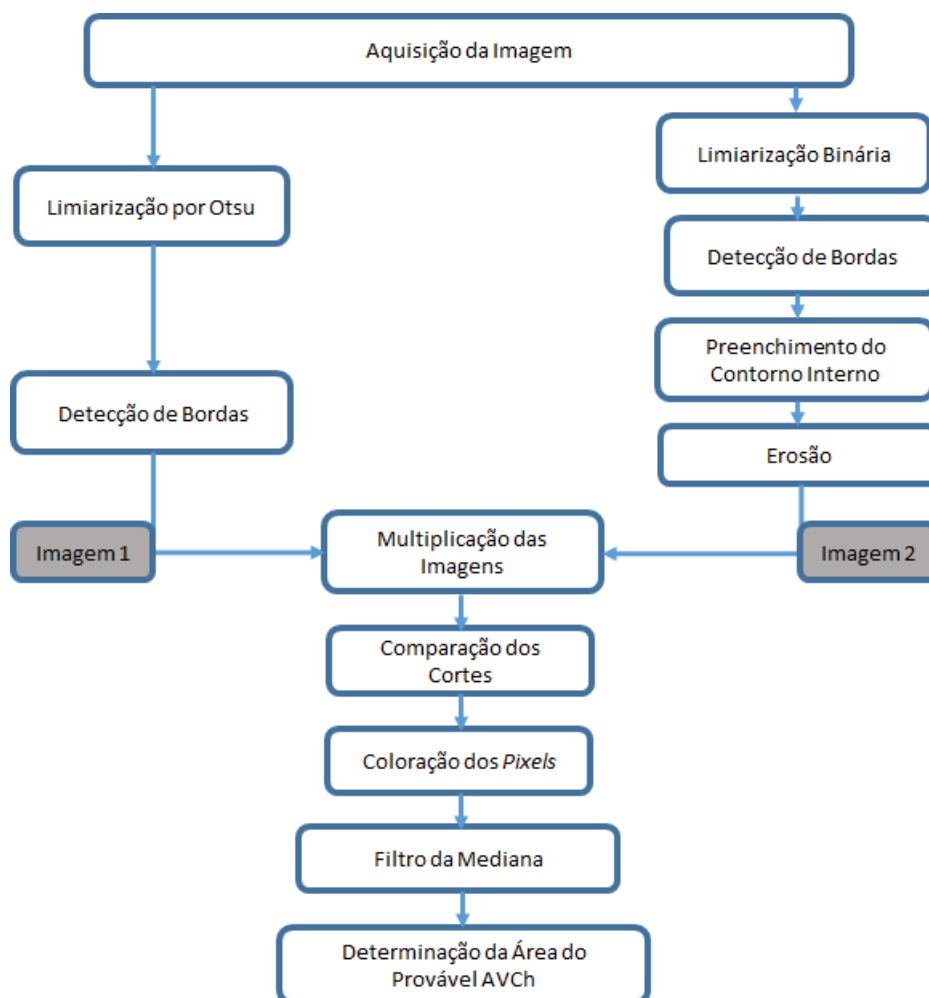 Aquisição da Imagem
Limiarização Binária
Limiarização por Otsu
Detecção de Bordas
Preenchimento do
Contorno Interno
Detecção de Bordas
Erosão
Imagem 1
Multiplicação das
Imagens
Imagem 2
Comparação dos
Cortes
Coloração dos Pixels
Filtro da Mediana
Determinação da Área do
Provável AVCh